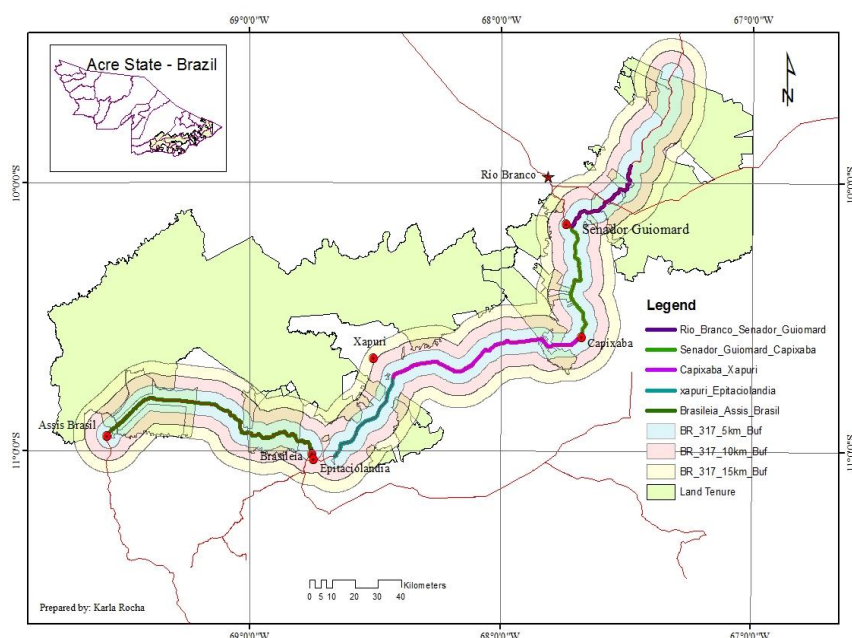 69°0'0"W
68°0'0"W
67°0'0"W
Acre State - Brazil
N
10°0'0"S
10°0'0"S
Rio Branco
Senador Guiomard
Legend
Rio_Branco_Senador_Guiomard
Senador_Guiomard_Capixaba
Capixaba_Xapuri
xapuri_Epitaciolandia
Brasileia_Assis_Brasil
BR_317_5km_Buf
BR_317_10km_Buf
BR_317_15km_Buf
Land Tenure
Xapuri
Capixaba
Assis Brasil
Brasileia
Epitaciolandia
11°0'0"S
11°0'0"S
Kilometers
0 5 10 20 30 40
Prepared by: Karla Rocha
69°0'0"W
68°0'0"W
67°0'0"W